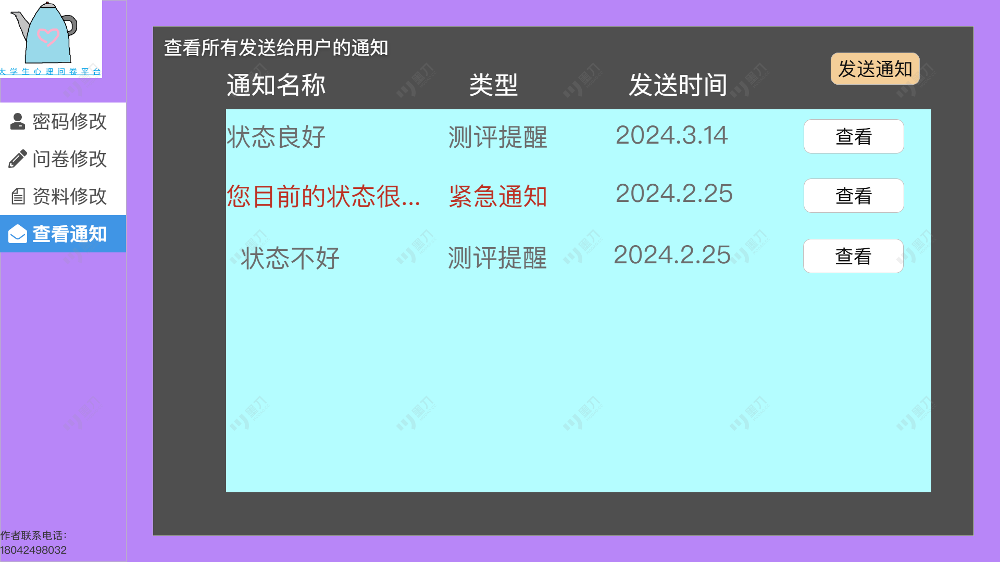 大学生心理问卷平台
密码修改
问卷修改
资料修改
查看通知
作者联系电话：
18042498032
查看所有发送给用户的通知
发送通知
通知名称 类型 发送时间
状态良好 测评提醒 2024.3.14 查看
您目前的状态很... 紧急通知 2024.2.25 查看
状态不好 测评提醒 2024.2.25 查看
墨刀